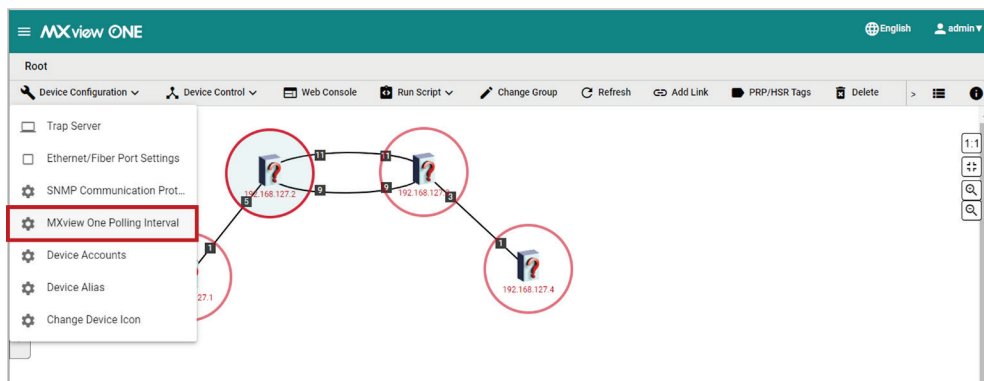 MXview ONE
English
admin
Root
Device Configuration
Device Control
Web Console
Run Script
Change Group
Refresh
Add Link
PRP/HSR Tags
Delete
>
Trap Server
Ethernet/Fiber Port Settings
SNMP Communication Prot...
MXview One Polling Interval
Device Accounts
Device Alias
Change Device Icon
1:1
11
11
9
9
192.168.127.2
192.168.127.
5
3
1
1
27.1
192.168.127.4